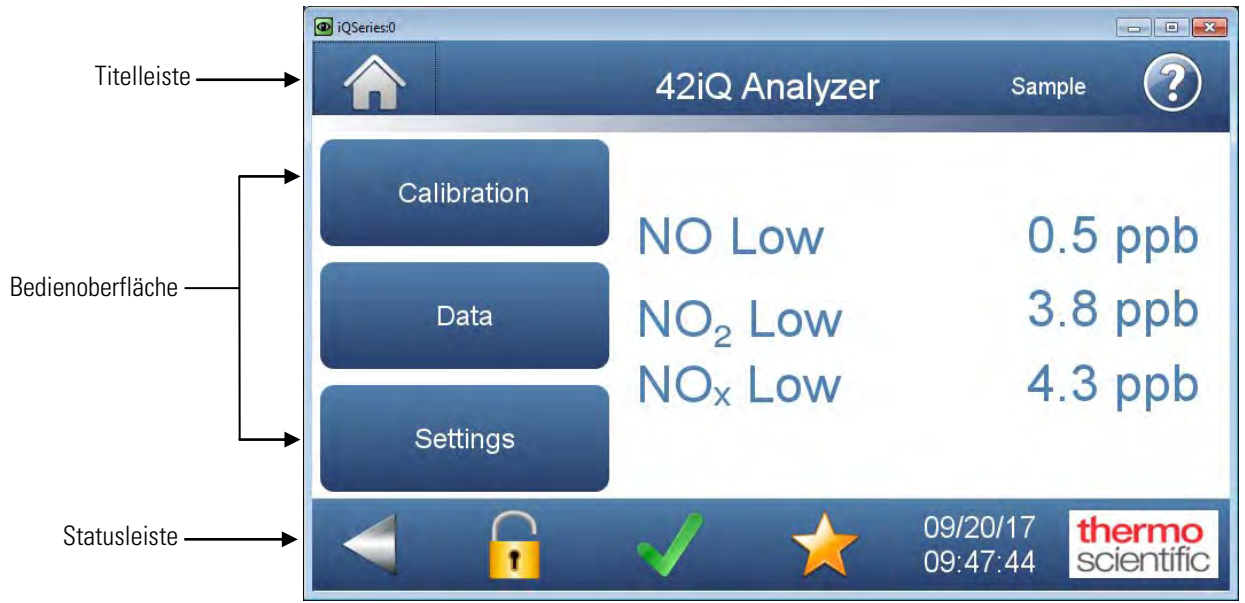 iQSeries:0
Titelleiste
42iQ Analyzer
Sample
?
Bedienoberfläche
Calibration
Data
Settings
NO Low
0.5 ppb
NO₂ Low
3.8 ppb
NOₓ Low
4.3 ppb
Statusleiste
09/20/17
09:47:44
thermo
scientific